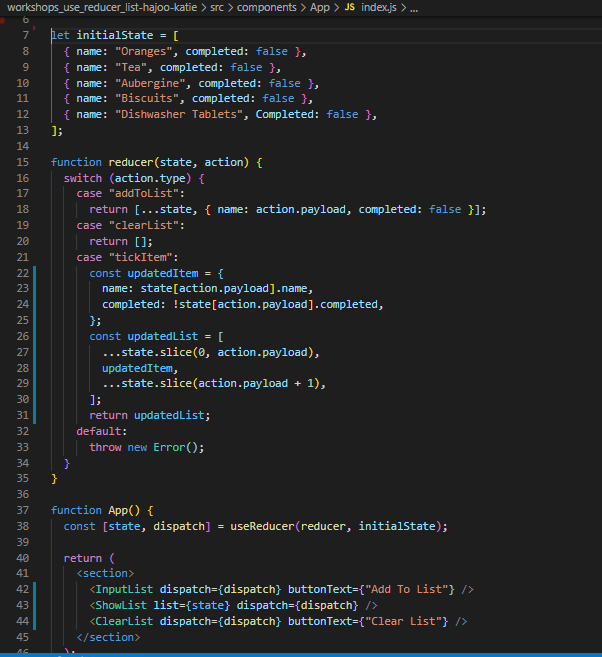 workshops_use_reducer_list-hajoo-katie > src > components > App > JS index.js > ...
6
7 let initialState = [
8 { name: "Oranges", completed: false },
9 { name: "Tea", completed: false },
10 { name: "Aubergine", completed: false },
11 { name: "Biscuits", completed: false },
12 { name: "Dishwasher Tablets", Completed: false },
13 ];
14
15 function reducer(state, action) {
16 switch (action.type) {
17 case "addToList":
18 return [...state, { name: action.payload, completed: false }];
19 case "clearList":
20 return [];
21 case "tickItem":
22 const updatedItem = {
23 name: state[action.payload].name,
24 completed: !state[action.payload].completed,
25 };
26 const updatedList = [
27 ...state.slice(0, action.payload),
28 updatedItem,
29 ...state.slice(action.payload + 1),
30 ];
31 return updatedList;
32 default:
33 throw new Error();
34 }
35 }
36
37 function App() {
38 const [state, dispatch] = useReducer(reducer, initialState);
39
40 return (
41 <section>
42 <InputList dispatch={dispatch} buttonText={"Add To List"} />
43 <ShowList list={state} dispatch={dispatch} />
44 <ClearList dispatch={dispatch} buttonText={"Clear List"} />
45 </section>
46 );